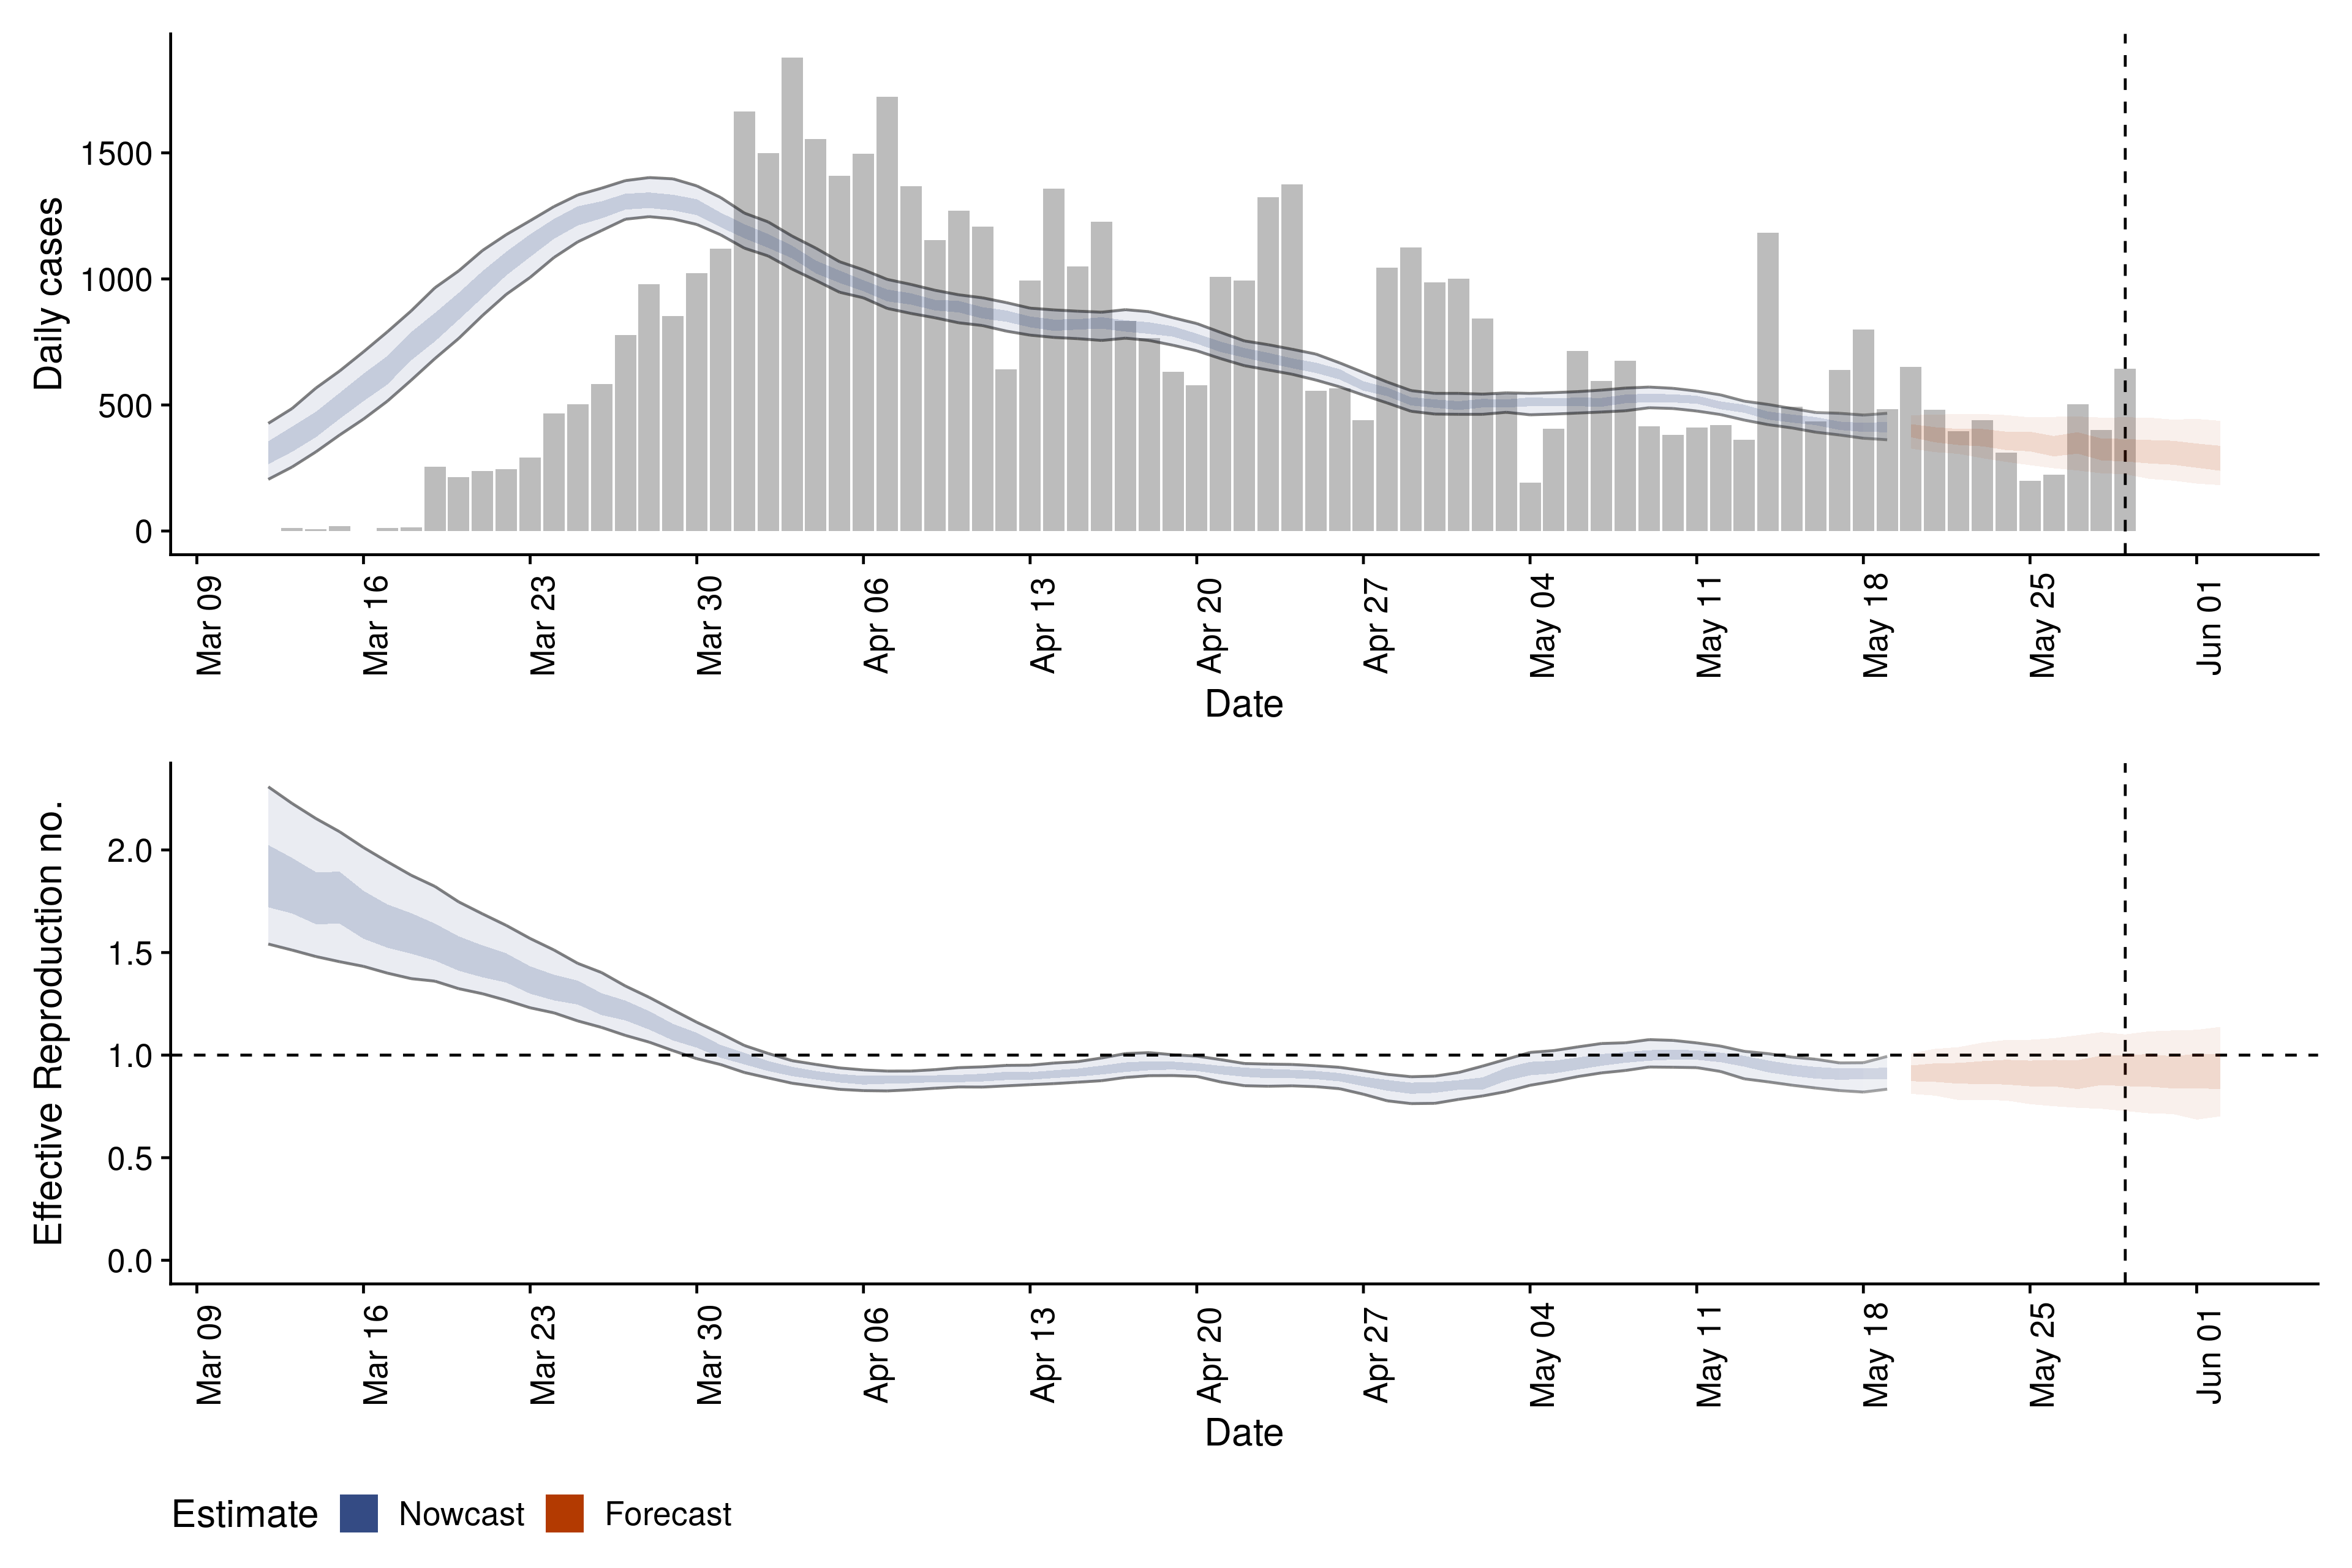 Daily cases
1500
1000
500
0
Mar 09
Mar 16
Mar 23
Mar 30
Apr 06
Apr 13
Apr 20
Apr 27
May 04
May 11
May 18
May 25
Jun 01
Date
Effective Reproduction no.
2.0
1.5
1.0
0.5
0.0
Mar 09
Mar 16
Mar 23
Mar 30
Apr 06
Apr 13
Apr 20
Apr 27
May 04
May 11
May 18
May 25
Jun 01
Date
Estimate Nowcast Forecast